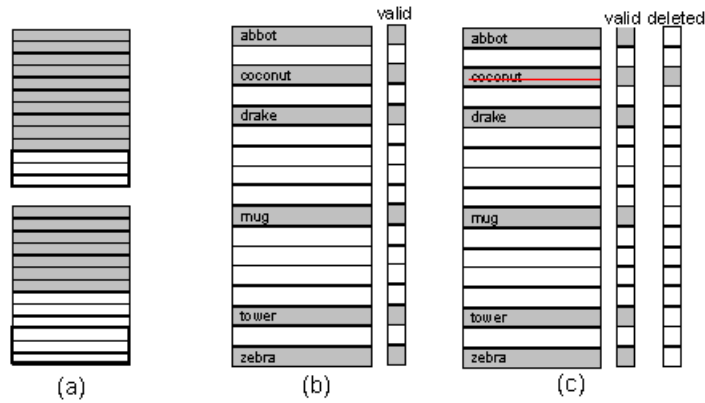 valid
abbot
coconut
drake
mug
tower
zebra
(b)
valid deleted
abbot
coconut
drake
mug
tower
zebra
(c)
(a)